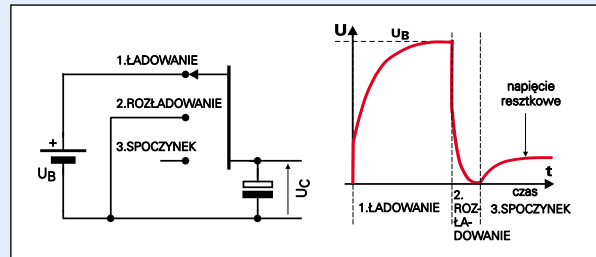 1.ŁADOWANIE
2.ROZŁADOWANIE
3.SPOCZYNEK
+
UB
UC
U
UB
napięcie
resztkowe
t
czas
1.ŁADOWANIE
2.
ROZ-
ŁA-
DOWANIE
3.SPOCZYNEK